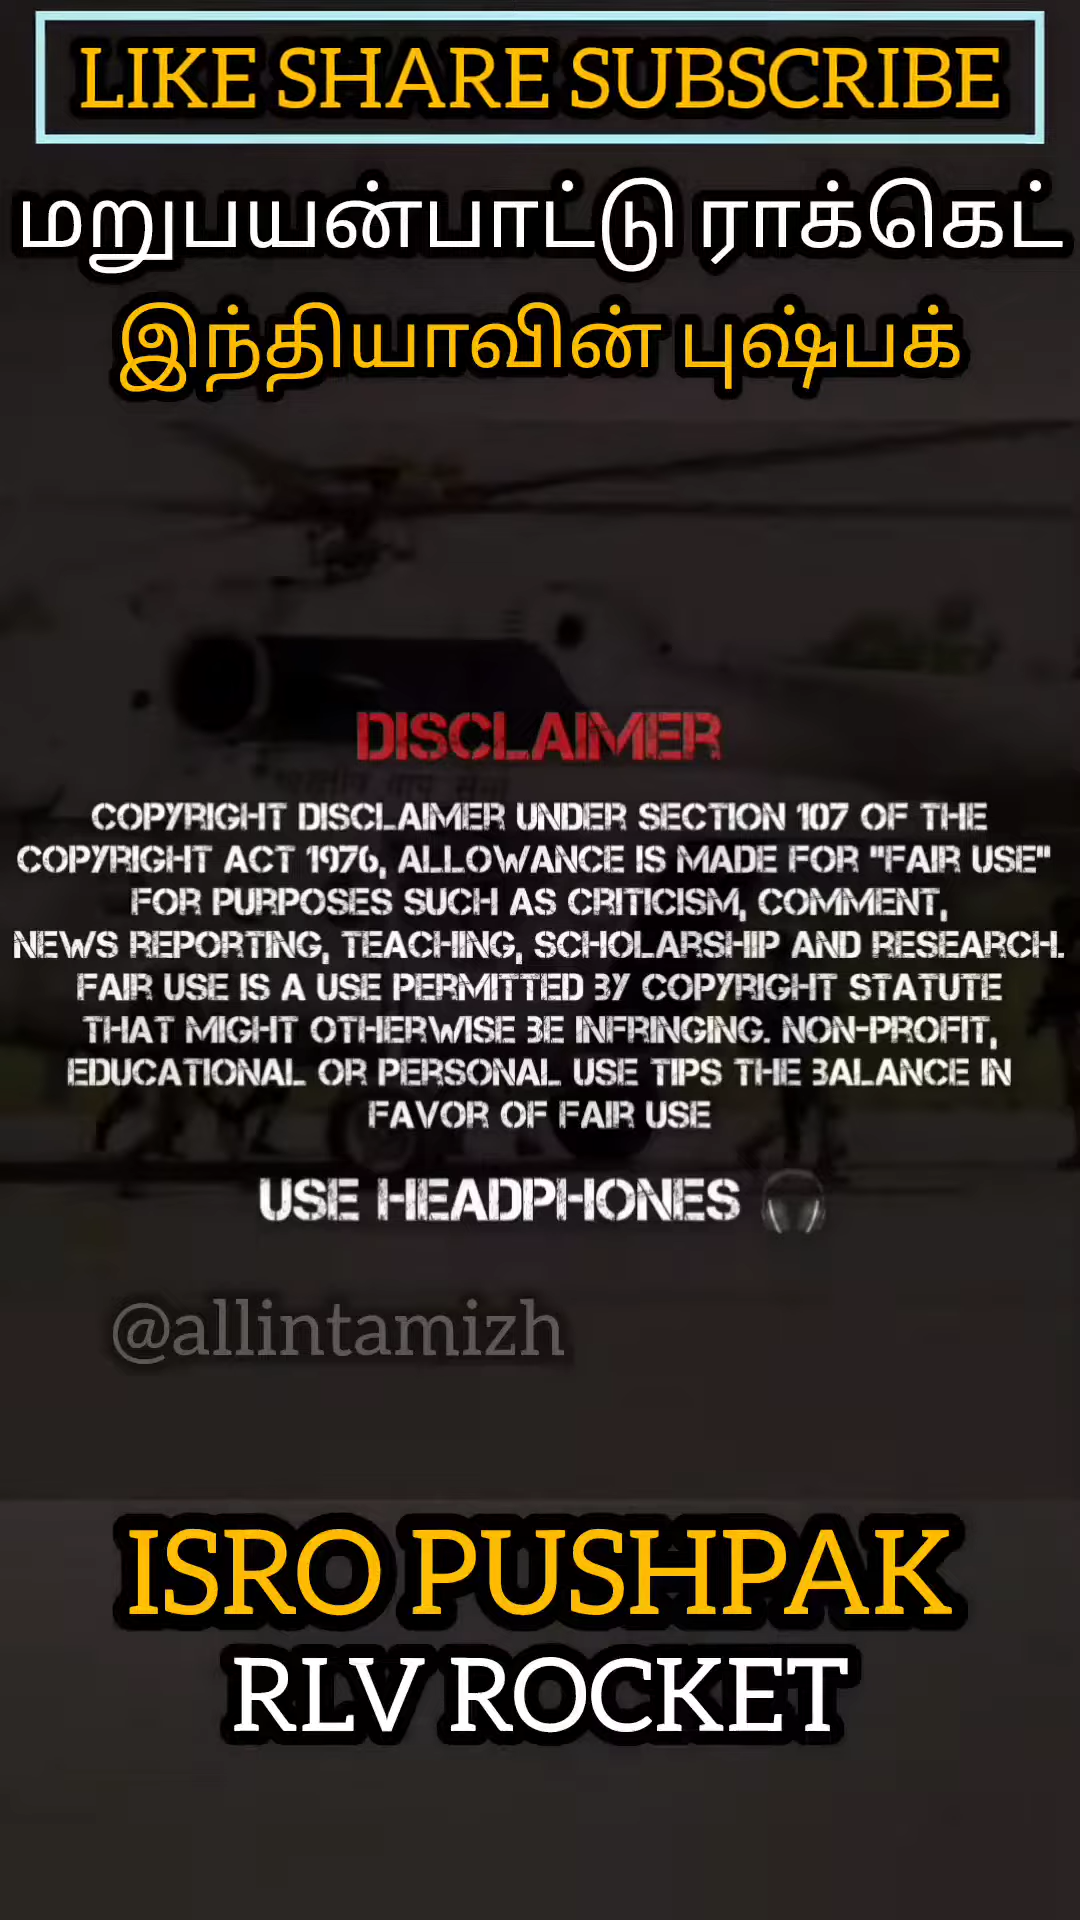 LIKE SHARE SUBSCRIBE
மறுபயன்பாட்டு ராக்கெட்
இந்தியாவின் புஷ்பக்
DISCLAIMER
COPYRIGHT DISCLAIMER UNDER SECTION 107 OF THE
COPYRIGHT ACT 1976, ALLOWANCE IS MADE FOR "FAIR USE"
FOR PURPOSES SUCH AS CRITICISM, COMMENT,
NEWS REPORTING, TEACHING, SCHOLARSHIP AND RESEARCH.
FAIR USE IS A USE PERMITTED BY COPYRIGHT STATUTE
THAT MIGHT OTHERWISE BE INFRINGING. NON-PROFIT,
EDUCATIONAL OR PERSONAL USE TIPS THE BALANCE IN
FAVOR OF FAIR USE
USE HEADPHONES
@allintamizh
ISRO PUSHPAK
RLV ROCKET